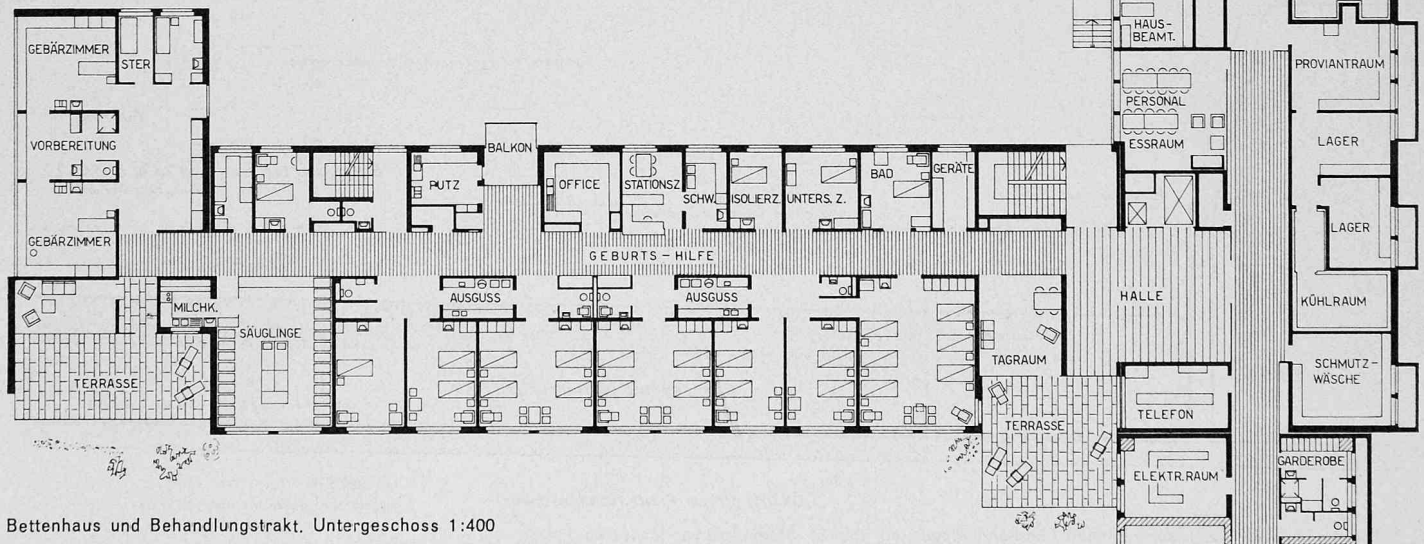 HAUS-
BEAMT.
GEBÄRZIMMER
STER
PROVIANTRAUM
PERSONAL
ESSRAUM
VORBEREITUNG
BALKON
LAGER
PUTZ
OFFICE
STATIONSZ.
SCHW.
ISOLIERZ.
UNTERS. Z.
BAD
GERÄTE
GEBÄRZIMMER
LAGER
GEBURTS-HILFE
MILCHK.
AUSGUSS
AUSGUSS
HALLE
KÜHLRAUM
SÄUGLINGE
TAGRAUM
SCHMUTZ-
WÄSCHE
TERRASSE
TELEFON
TERRASSE
GARDEROBE
ELEKTR.RAUM
Bettenhaus und Behandlungstrakt. Untergeschoss 1:400